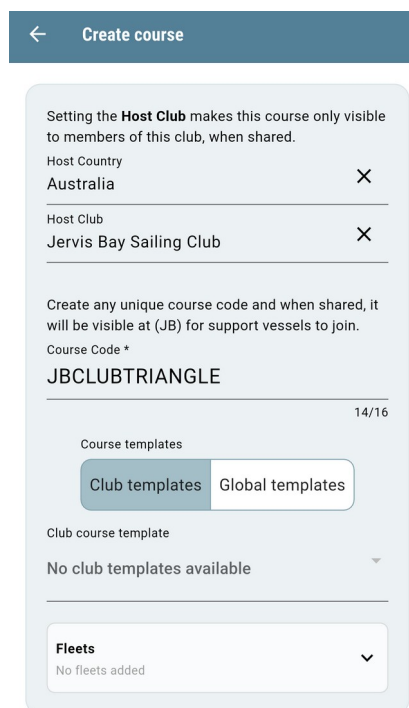 Create course
Setting the Host Club makes this course only visible
to members of this club, when shared.
Host Country
Australia
Host Club
Jervis Bay Sailing Club
Create any unique course code and when shared, it
will be visible at (JB) for support vessels to join.
Course Code *
JBCLUBTRIANGLE
14/16
Course templates
Club templates Global templates
Club course template
No club templates available
Fleets
No fleets added